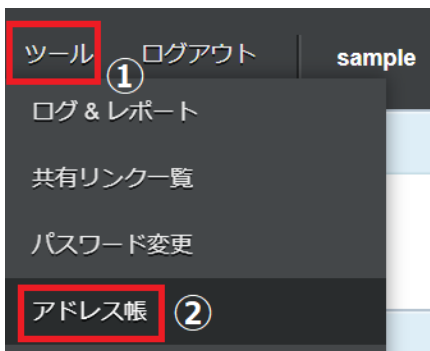 ツール ① ログアウト sample
ログ & レポート
共有リンク一覧
パスワード変更
アドレス帳 ②